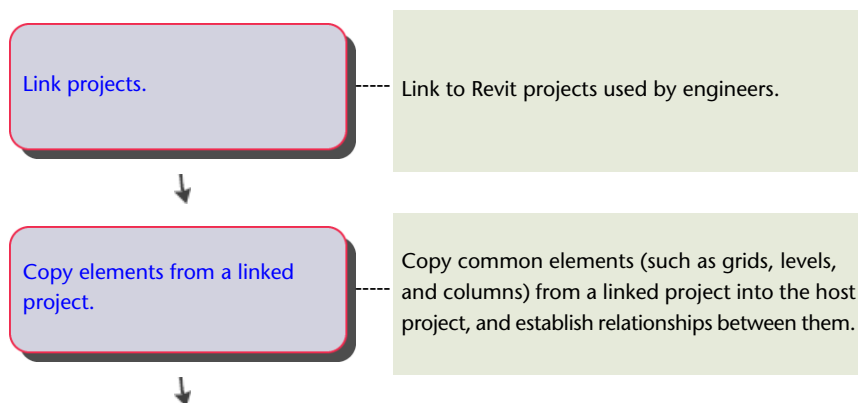 Link projects.
Link to Revit projects used by engineers.
Copy elements from a linked
project.
Copy common elements (such as grids, levels,
and columns) from a linked project into the host
project, and establish relationships between them.